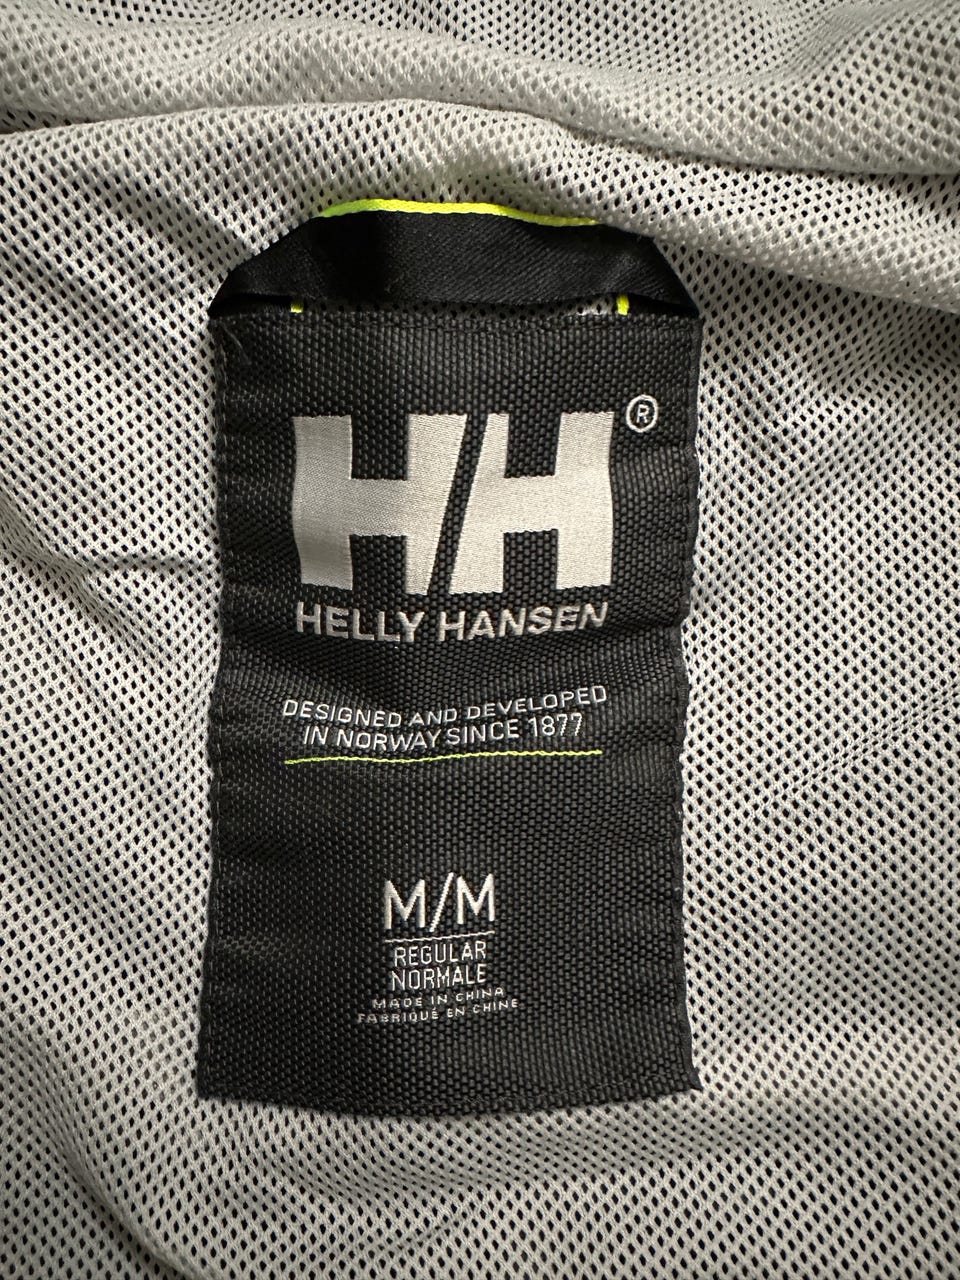 HH®
HELLY HANSEN
DESIGNED AND DEVELOPED
IN NORWAY SINCE 1877
M/M
REGULAR
NORMALE
MADE IN CHINA
FABRIQUÉ EN CHINE